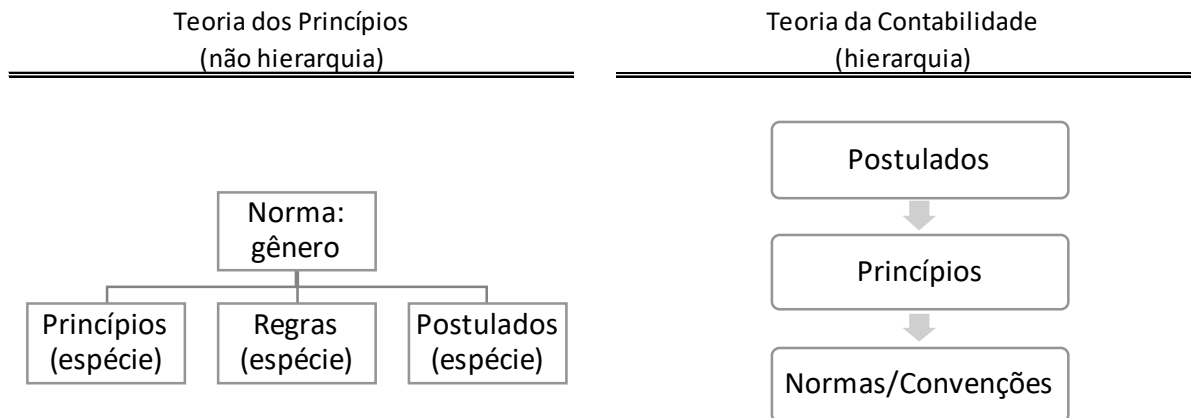 Teoria dos Princípios
(não hierarquia)
Norma:
gênero
Princípios
(espécie)
Regras
(espécie)
Postulados
(espécie)
Teoria da Contabilidade
(hierarquia)
Postulados
Princípios
Normas/Convenções